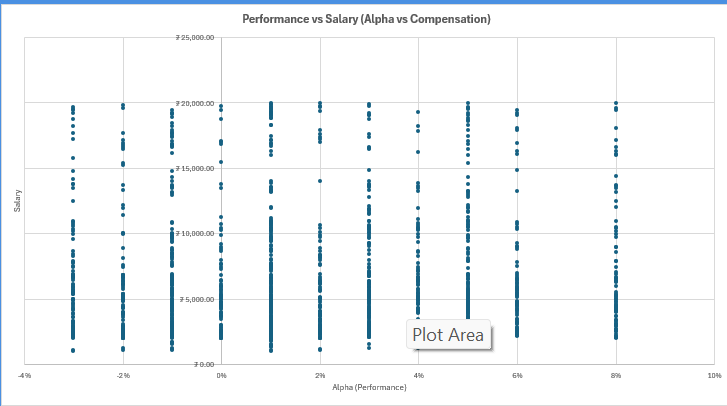 Performance vs Salary (Alpha vs Compensation)
₹ 25,000.00
₹ 20,000.00
₹ 15,000.00
₹ 10,000.00
₹ 5,000.00
₹ 0.00
Salary
Plot Area
-4% -2% 0% 2% 4% 6% 8% 10%
Alpha (Performance)